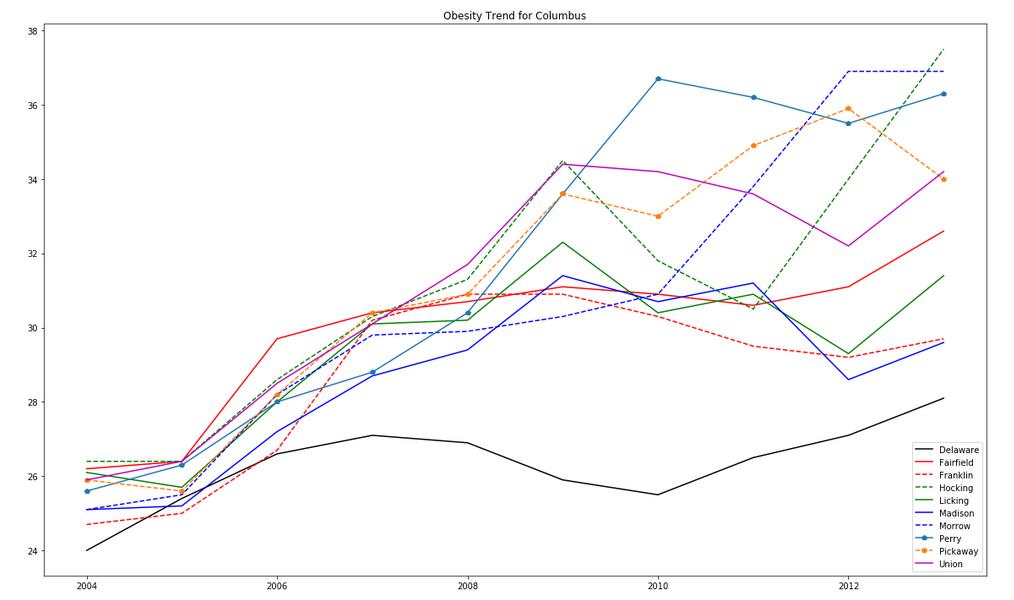 Obesity Trend for Columbus
38
36
34
32
30
28
26
24
2004
2006
2008
2010
2012
Delaware
Fairfield
Franklin
Hocking
Licking
Madison
Morrow
Perry
Pickaway
Union